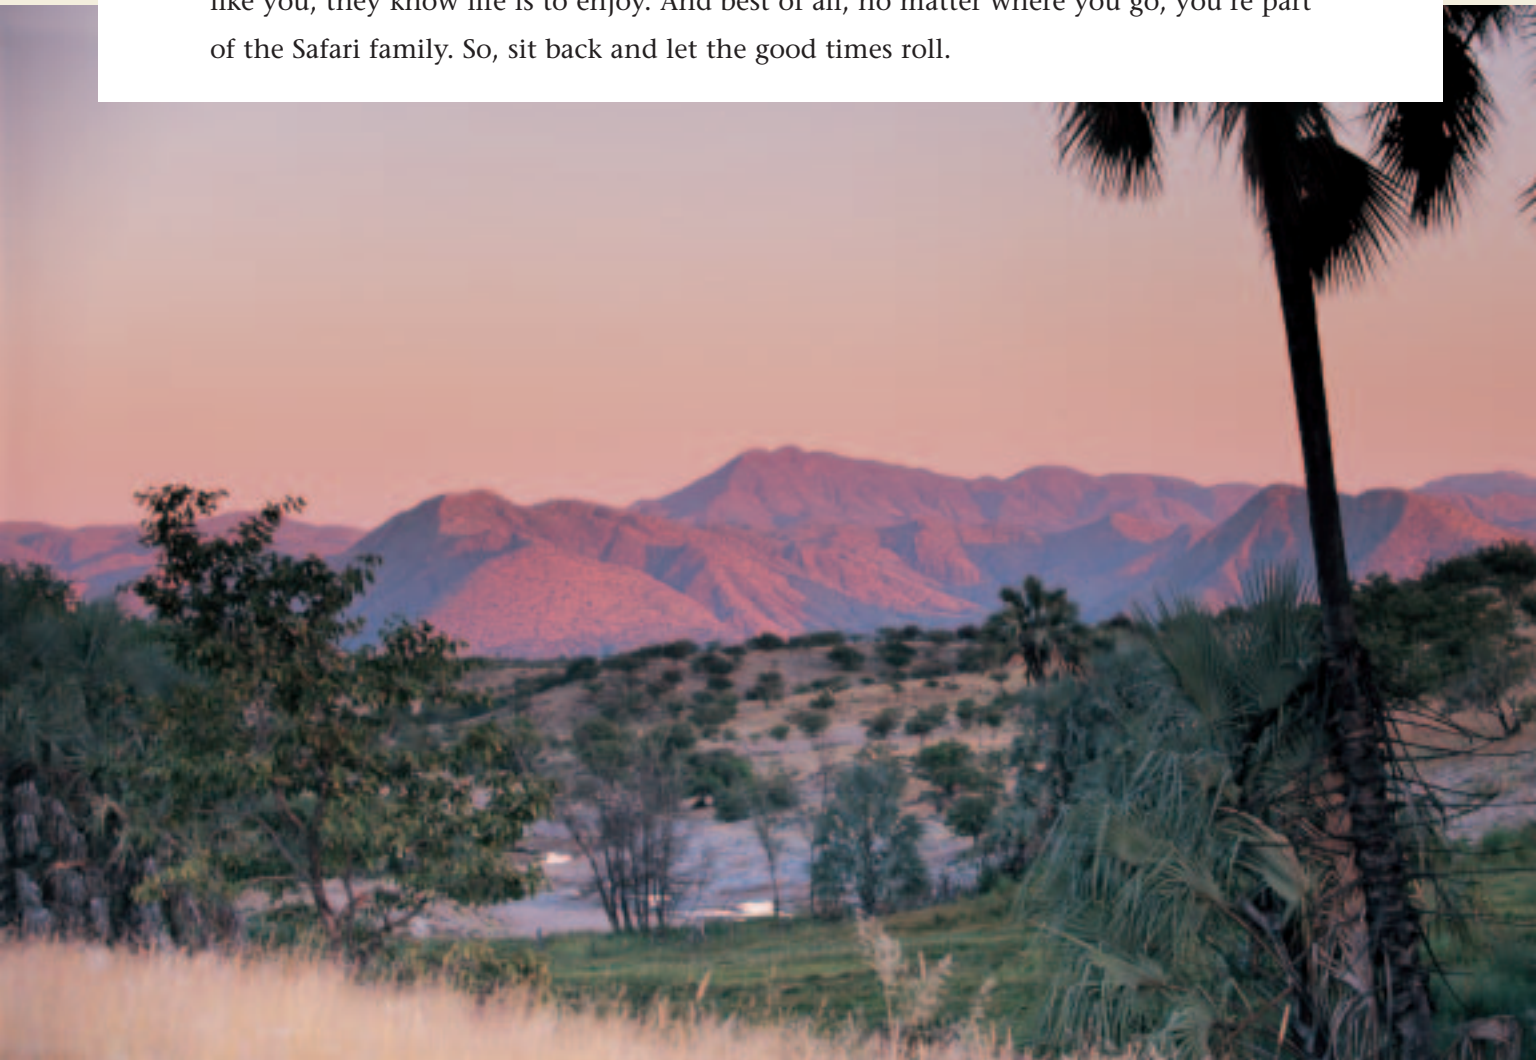 like you, they know life is to enjoy. And best of all, no matter where you go, you're part
of the Safari family. So, sit back and let the good times roll.